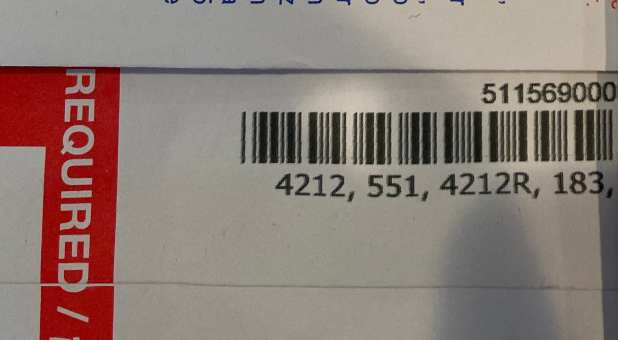 511569000
4212, 551, 4212R, 183,
REQUIRED /